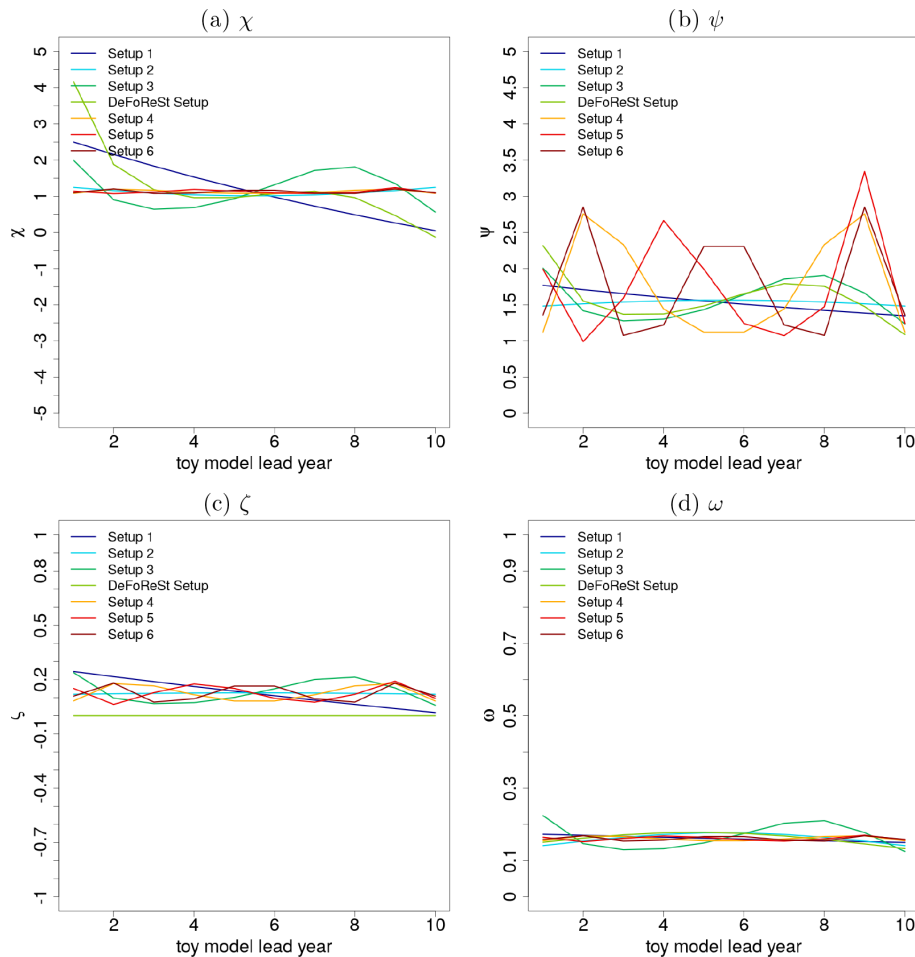 (a) χ
5
4
3
2
1
0
-1
-2
-3
-4
-5
χ
Setup 1
Setup 2
Setup 3
DeFoReSt Setup
Setup 4
Setup 5
Setup 6
2 4 6 8 10
toy model lead year
(b) ψ
5
4.5
4
3.5
3
2.5
2
1.5
1
0.5
0
Ψ
Setup 1
Setup 2
Setup 3
DeFoReSt Setup
Setup 4
Setup 5
Setup 6
2 4 6 8 10
toy model lead year
(c) ζ
1
0.8
0.5
0.2
-0.1
-0.4
-0.7
-1
ζ
Setup 1
Setup 2
Setup 3
DeFoReSt Setup
Setup 4
Setup 5
Setup 6
2 4 6 8 10
toy model lead year
(d) ω
1
0.9
0.7
0.5
0.3
0.1
0
ω
Setup 1
Setup 2
Setup 3
DeFoReSt Setup
Setup 4
Setup 5
Setup 6
2 4 6 8 10
toy model lead year